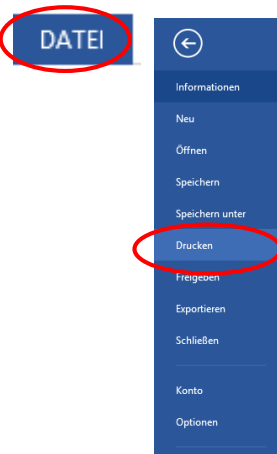 DATEI
Informationen
Neu
Öffnen
Speichern
Speichern unter
Drucken
Freigeben
Exportieren
Schließen
Konto
Optionen